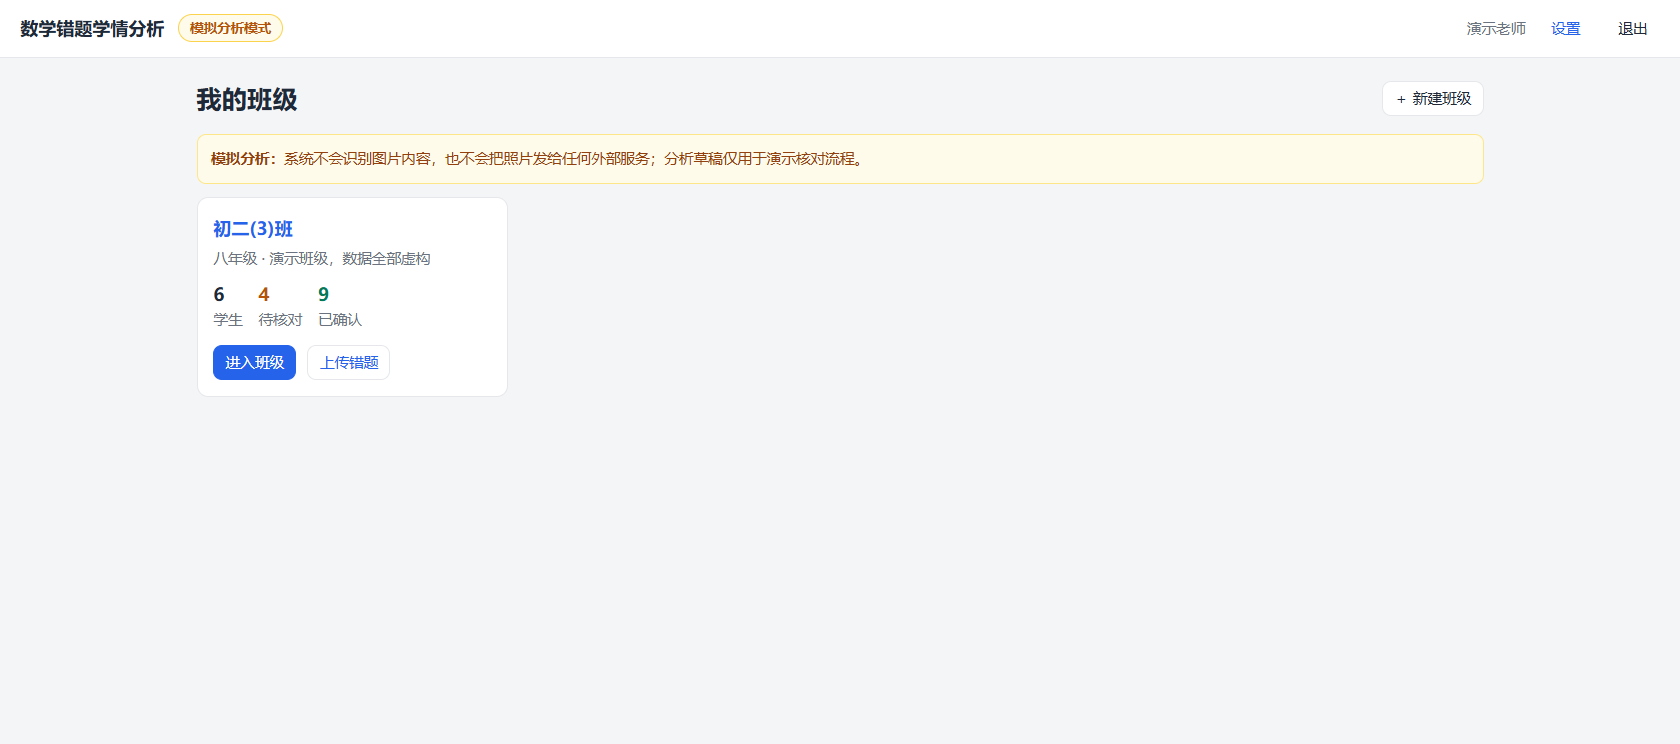 数学错题学情分析 模拟分析模式 演示老师 设置 退出
我的班级 + 新建班级
模拟分析：系统不会识别图片内容，也不会把照片发给任何外部服务；分析草稿仅用于演示核对流程。
初二(3)班
八年级 · 演示班级，数据全部虚构
6 4 9
学生 待核对 已确认
进入班级 上传错题